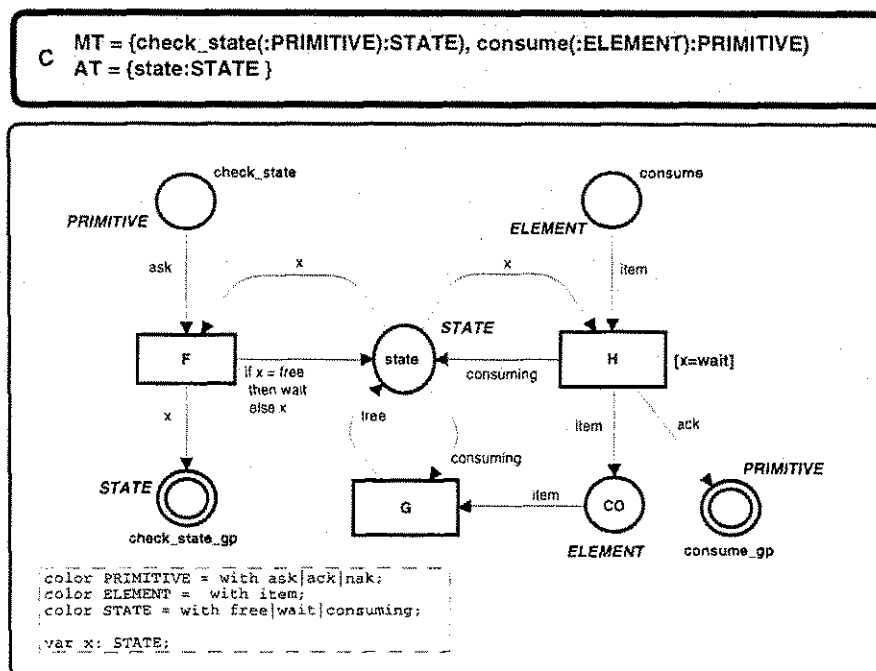 C
MT = {check_state(:PRIMITIVE):STATE), consume(:ELEMENT):PRIMITIVE)
AT = {state:STATE }
check_state
consume
PRIMITIVE
ELEMENT
ask
x
x
item
STATE
F
state
H
[x=wait]
if x = free
then wait
else x
consuming
x
free
item
ack
consuming
STATE
PRIMITIVE
G
item
CO
check_state_gp
ELEMENT
consume_gp
color PRIMITIVE = with ask|ack|nak;
color ELEMENT = with item;
color STATE = with free|wait|consuming;
var x: STATE;